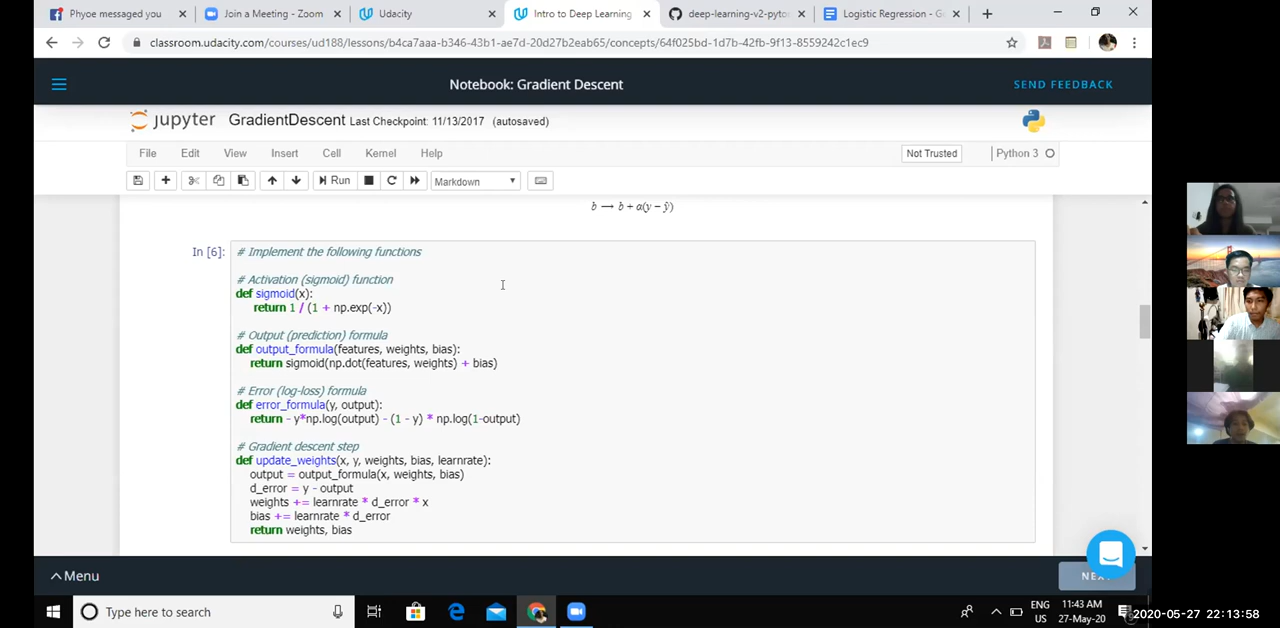 Phyoe messaged you
Join a Meeting - Zoom
Udacity
Intro to Deep Learning
deep-learning-v2-pyto
Logistic Regression - G
classroom.udacity.com/courses/ud188/lessons/b4ca7aaa-b346-43b1-ae7d-20d27b2eab65/concepts/64f025bd-1d7b-42fb-9f13-8559242c1ec9
Notebook: Gradient Descent
SEND FEEDBACK
jupyter GradientDescent Last Checkpoint: 11/13/2017 (autosaved)
File Edit View Insert Cell Kernel Help
Not Trusted
Python 3
Run
Markdown
b ⟶ b + α(y − ŷ)
In [6]:
# Implement the following functions
# Activation (sigmoid) function
def sigmoid(x):
return 1 / (1 + np.exp(-x))
# Output (prediction) formula
def output_formula(features, weights, bias):
return sigmoid(np.dot(features, weights) + bias)
# Error (log-loss) formula
def error_formula(y, output):
return - y*np.log(output) - (1 - y) * np.log(1-output)
# Gradient descent step
def update_weights(x, y, weights, bias, learnrate):
output = output_formula(x, weights, bias)
d_error = y - output
weights += learnrate * d_error * x
bias += learnrate * d_error
return weights, bias
Menu
Type here to search
ENG
US
11:43 AM
27-May-20
2020-05-27 22:13:58